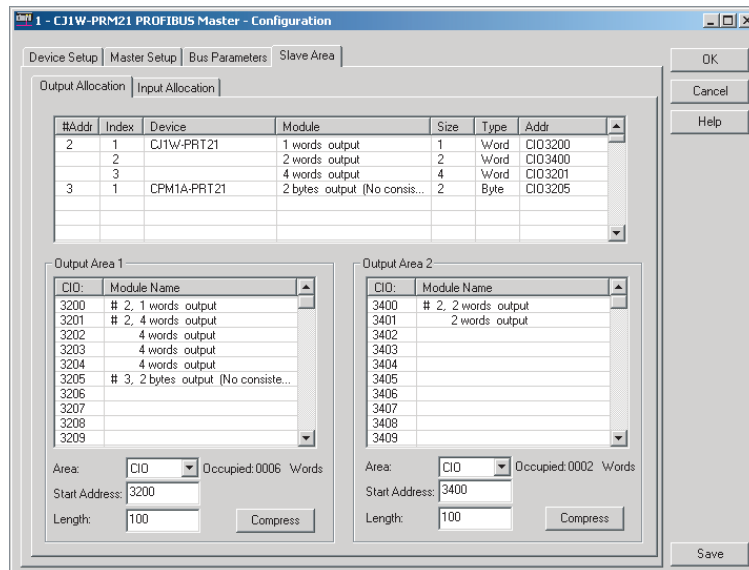 1 - CJ1W-PRM21 PROFIBUS Master - Configuration
Device Setup Master Setup Bus Parameters Slave Area
OK
Cancel
Help
Output Allocation Input Allocation
#Addr Index Device Module Size Type Addr
2 1 CJ1W-PRT21 1 words output 1 Word CIO3200
2 2 words output 2 Word CIO3400
3 4 words output 4 Word CIO3201
3 1 CPM1A-PRT21 2 bytes output (No consis... 2 Byte CIO3205
Output Area 1
CIO: Module Name
3200 # 2, 1 words output
3201 # 2, 4 words output
3202 4 words output
3203 4 words output
3204 4 words output
3205 # 3, 2 bytes output (No consiste...
3206
3207
3208
3209
Area: CIO Occupied:0006 Words
Start Address: 3200
Length: 100 Compress
Output Area 2
CIO: Module Name
3400 # 2, 2 words output
3401 2 words output
3402
3403
3404
3405
3406
3407
3408
3409
Area: CIO Occupied:0002 Words
Start Address: 3400
Length: 100 Compress
Save